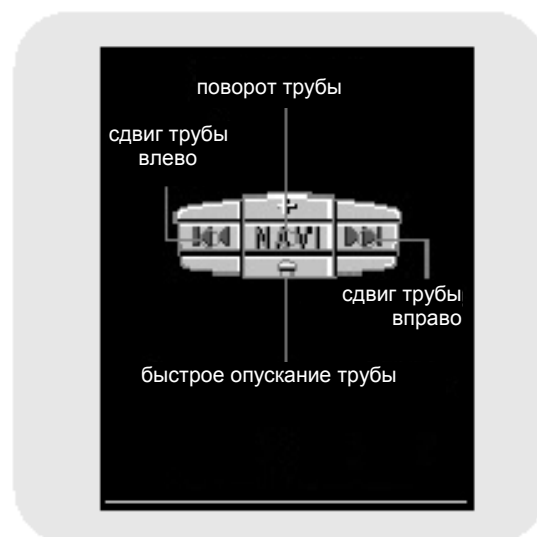 поворот трубы
сдвиг трубы
влево
NAVI
сдвиг трубы
вправо
быстрое опускание трубы